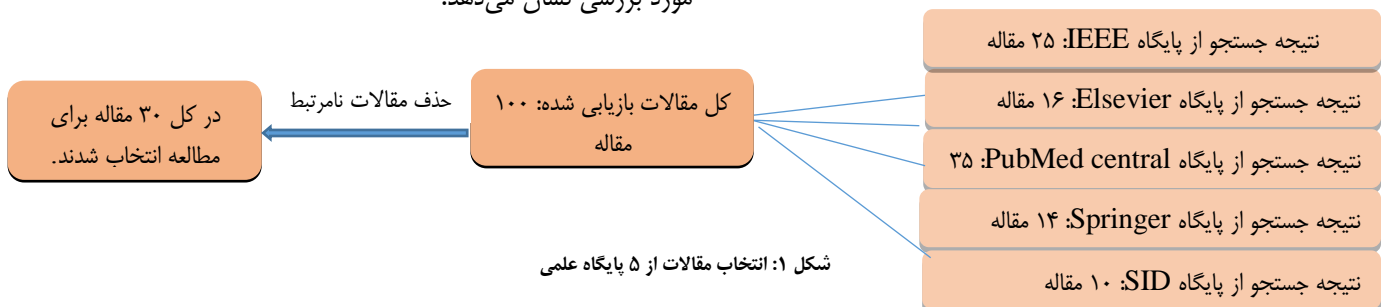 مورد بررسی نشان می‌دهد.
نتیجه جستجو از پایگاه IEEE: ۲۵ مقاله
نتیجه جستجو از پایگاه Elsevier: ۱۶ مقاله
نتیجه جستجو از پایگاه PubMed central: ۳۵
نتیجه جستجو از پایگاه Springer: ۱۴ مقاله
نتیجه جستجو از پایگاه SID: ۱۰ مقاله
کل مقالات بازیابی شده: ۱۰۰
مقاله
حذف مقالات نامرتبط
در کل ۳۰ مقاله برای
مطالعه انتخاب شدند.
شکل ۱: انتخاب مقالات از ۵ پایگاه علمی